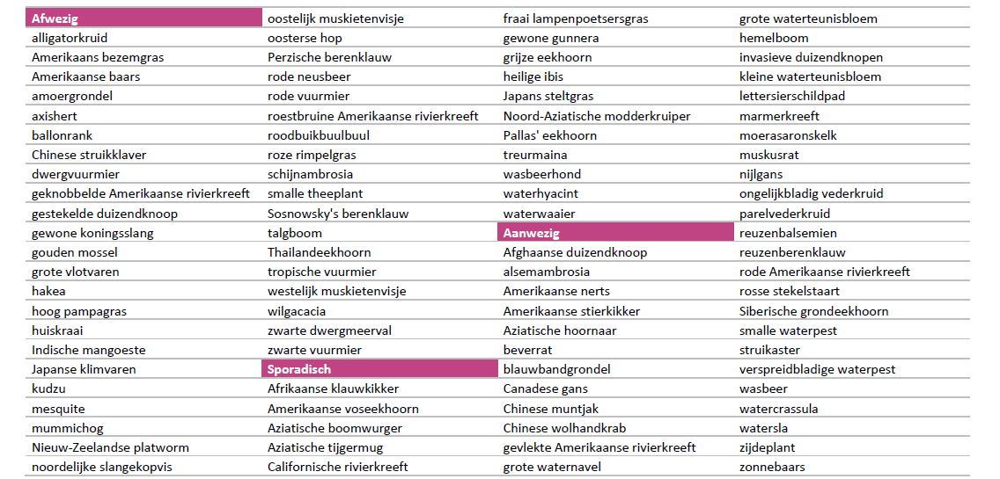 Afwezig
alligatorkruid
Amerikaans bezemgras
Amerikaanse baars
amoergrondel
axishert
ballonrank
Chinese struikklaver
dwergvuurmier
geknobbelde Amerikaanse rivierkreeft
gestekelde duizendknoop
gewone koningsslang
gouden mossel
grote vlotvaren
hakea
hoog pampagras
huiskraai
Indische mangoeste
Japanse klimvaren
kudzu
mesquite
mummichog
Nieuw-Zeelandse platworm
noordelijke slangekopvis
oostelijk muskietenvisje
oosterse hop
Perzische berenklauw
rode neusbeer
rode vuurmier
roestbruine Amerikaanse rivierkreeft
roodbuikbuulbuul
roze rimpelgras
schijnambrosia
smalle theeplant
Sosnowsky's berenklauw
talgboom
Thailandeekhoorn
tropische vuurmier
westelijk muskietenvisje
wilgacacia
zwarte dwergmeerval
zwarte vuurmier
Sporadisch
Afrikaanse klauwkikker
Amerikaanse voseekhoorn
Aziatische boomwurger
Aziatische tijgermug
Californische rivierkreeft
fraai lampenpoetsersgras
gewone gunnera
grijze eekhoorn
heilige ibis
Japans steltgras
Noord-Aziatische modderkruiper
Pallas' eekhoorn
treurmaina
wasbeerhond
waterhyacint
waterwaaier
Aanwezig
Afghaanse duizendknoop
alsemambrosia
Amerikaanse nerts
Amerikaanse stierkikker
Aziatische hoornaar
beverrat
blauwbandgrondel
Canadese gans
Chinese muntjak
Chinese wolhandkrab
gevlekte Amerikaanse rivierkreeft
grote waternavel
grote waterteunisbloem
hemelboom
invasieve duizendknopen
kleine waterteunisbloem
lettersierschildpad
marmerkreeft
moerasaronskelk
muskusrat
nijlgans
ongelijkbladig vederkruid
parelvederkruid
reuzenbalsemien
reuzenberenklauw
rode Amerikaanse rivierkreeft
rosse stekelstaart
Siberische grondeekhoorn
smalle waterpest
struikaster
verspreidbladige waterpest
wasbeer
watercrassula
watersla
zijdeplant
zonnebaars